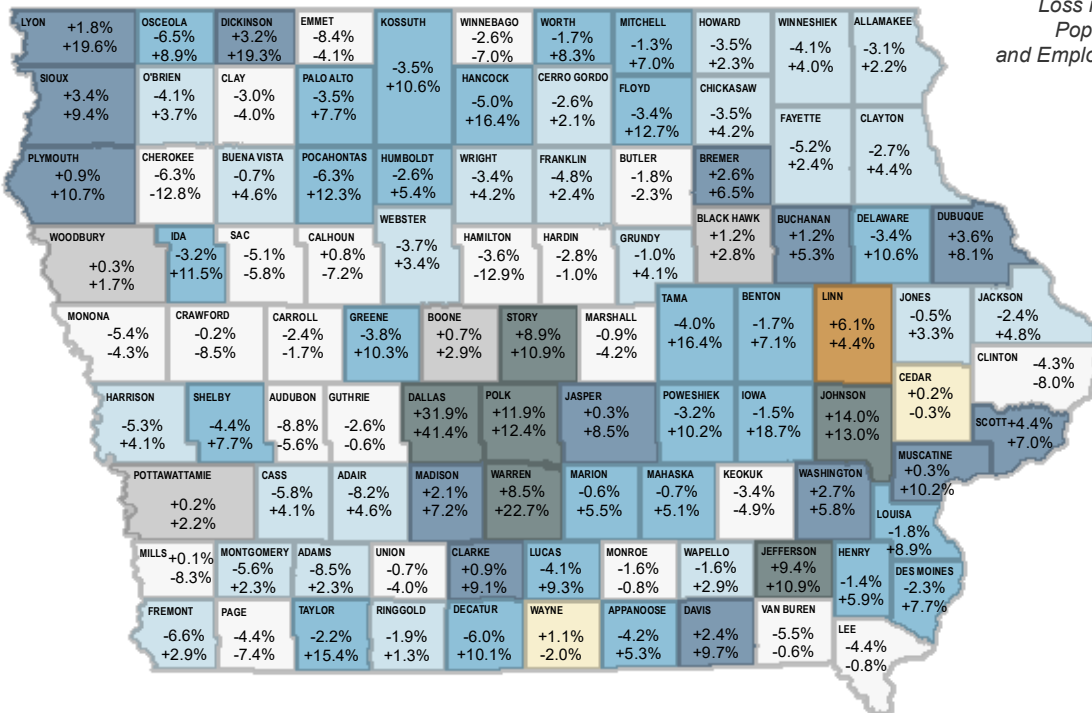 Loss
Pop
and Emplo
LYON
+1.8%
+19.6%
OSCEOLA
-6.5%
+8.9%
DICKINSON
+3.2%
+19.3%
EMMET
-8.4%
-4.1%
KOSSUTH
-3.5%
+10.6%
WINNEBAGO
-2.6%
-7.0%
WORTH
-1.7%
+8.3%
MITCHELL
-1.3%
+7.0%
HOWARD
-3.5%
+2.3%
WINNESHIEK
-4.1%
+4.0%
ALLAMAKEE
-3.1%
+2.2%
SIOUX
+3.4%
+9.4%
O'BRIEN
-4.1%
+3.7%
CLAY
-3.0%
-4.0%
PALO ALTO
-3.5%
+7.7%
HANCOCK
-5.0%
+16.4%
CERRO GORDO
-2.6%
+2.1%
FLOYD
-3.4%
+12.7%
CHICKASAW
-3.5%
+4.2%
FAYETTE
-5.2%
+2.4%
CLAYTON
-2.7%
+4.4%
PLYMOUTH
+0.9%
+10.7%
CHEROKEE
-6.3%
-12.8%
BUENA VISTA
-0.7%
+4.6%
POCAHONTAS
-6.3%
+12.3%
HUMBOLDT
-2.6%
+5.4%
WRIGHT
-3.4%
+4.2%
FRANKLIN
-4.8%
+2.4%
BUTLER
-1.8%
-2.3%
BREMER
+2.6%
+6.5%
WOODBURY
+0.3%
+1.7%
IDA
-3.2%
+11.5%
SAC
-5.1%
-5.8%
CALHOUN
+0.8%
-7.2%
WEBSTER
-3.7%
+3.4%
HAMILTON
-3.6%
-12.9%
HARDIN
-2.8%
-1.0%
GRUNDY
-1.0%
+4.1%
BLACK HAWK
+1.2%
+2.8%
BUCHANAN
+1.2%
+5.3%
DELAWARE
-3.4%
+10.6%
DUBUQUE
+3.6%
+8.1%
MONONA
-5.4%
-4.3%
CRAWFORD
-0.2%
-8.5%
CARROLL
-2.4%
-1.7%
GREENE
-3.8%
+10.3%
BOONE
+0.7%
+2.9%
STORY
+8.9%
+10.9%
MARSHALL
-0.9%
-4.2%
TAMA
-4.0%
+16.4%
BENTON
-1.7%
+7.1%
LINN
+6.1%
+4.4%
JONES
-0.5%
+3.3%
JACKSON
-2.4%
+4.8%
CLINTON
-4.3%
-8.0%
CEDAR
+0.2%
-0.3%
HARRISON
-5.3%
+4.1%
SHELBY
-4.4%
+7.7%
AUDUBON
-8.8%
-5.6%
GUTHRIE
-2.6%
-0.6%
DALLAS
+31.9%
+41.4%
POLK
+11.9%
+12.4%
JASPER
+0.3%
+8.5%
POWESHIEK
-3.2%
+10.2%
IOWA
-1.5%
+18.7%
JOHNSON
+14.0%
+13.0%
SCOTT
+4.4%
+7.0%
MUSCATINE
+0.3%
+10.2%
POTTAWATTAMIE
+0.2%
+2.2%
CASS
-5.8%
+4.1%
ADAIR
-8.2%
+4.6%
MADISON
+2.1%
+7.2%
WARREN
+8.5%
+22.7%
MARION
-0.6%
+5.5%
MAHASKA
-0.7%
+5.1%
KEOKUK
-3.4%
-4.9%
WASHINGTON
+2.7%
+5.8%
LOUISA
-1.8%
+8.9%
MILLS
+0.1%
-8.3%
MONTGOMERY
-5.6%
+2.3%
ADAMS
-8.5%
+2.3%
UNION
-0.7%
-4.0%
CLARKE
+0.9%
+9.1%
LUCAS
-4.1%
+9.3%
MONROE
-1.6%
-0.8%
WAPELLO
-1.6%
+2.9%
JEFFERSON
+9.4%
+10.9%
HENRY
-1.4%
+5.9%
DES MOINES
-2.3%
+7.7%
FREMONT
-6.6%
+2.9%
PAGE
-4.4%
-7.4%
TAYLOR
-2.2%
+15.4%
RINGGOLD
-1.9%
+1.3%
DECATUR
-6.0%
+10.1%
WAYNE
+1.1%
-2.0%
APPANOOSE
-4.2%
+5.3%
DAVIS
+2.4%
+9.7%
VAN BUREN
-5.5%
-0.6%
LEE
-4.4%
-0.8%